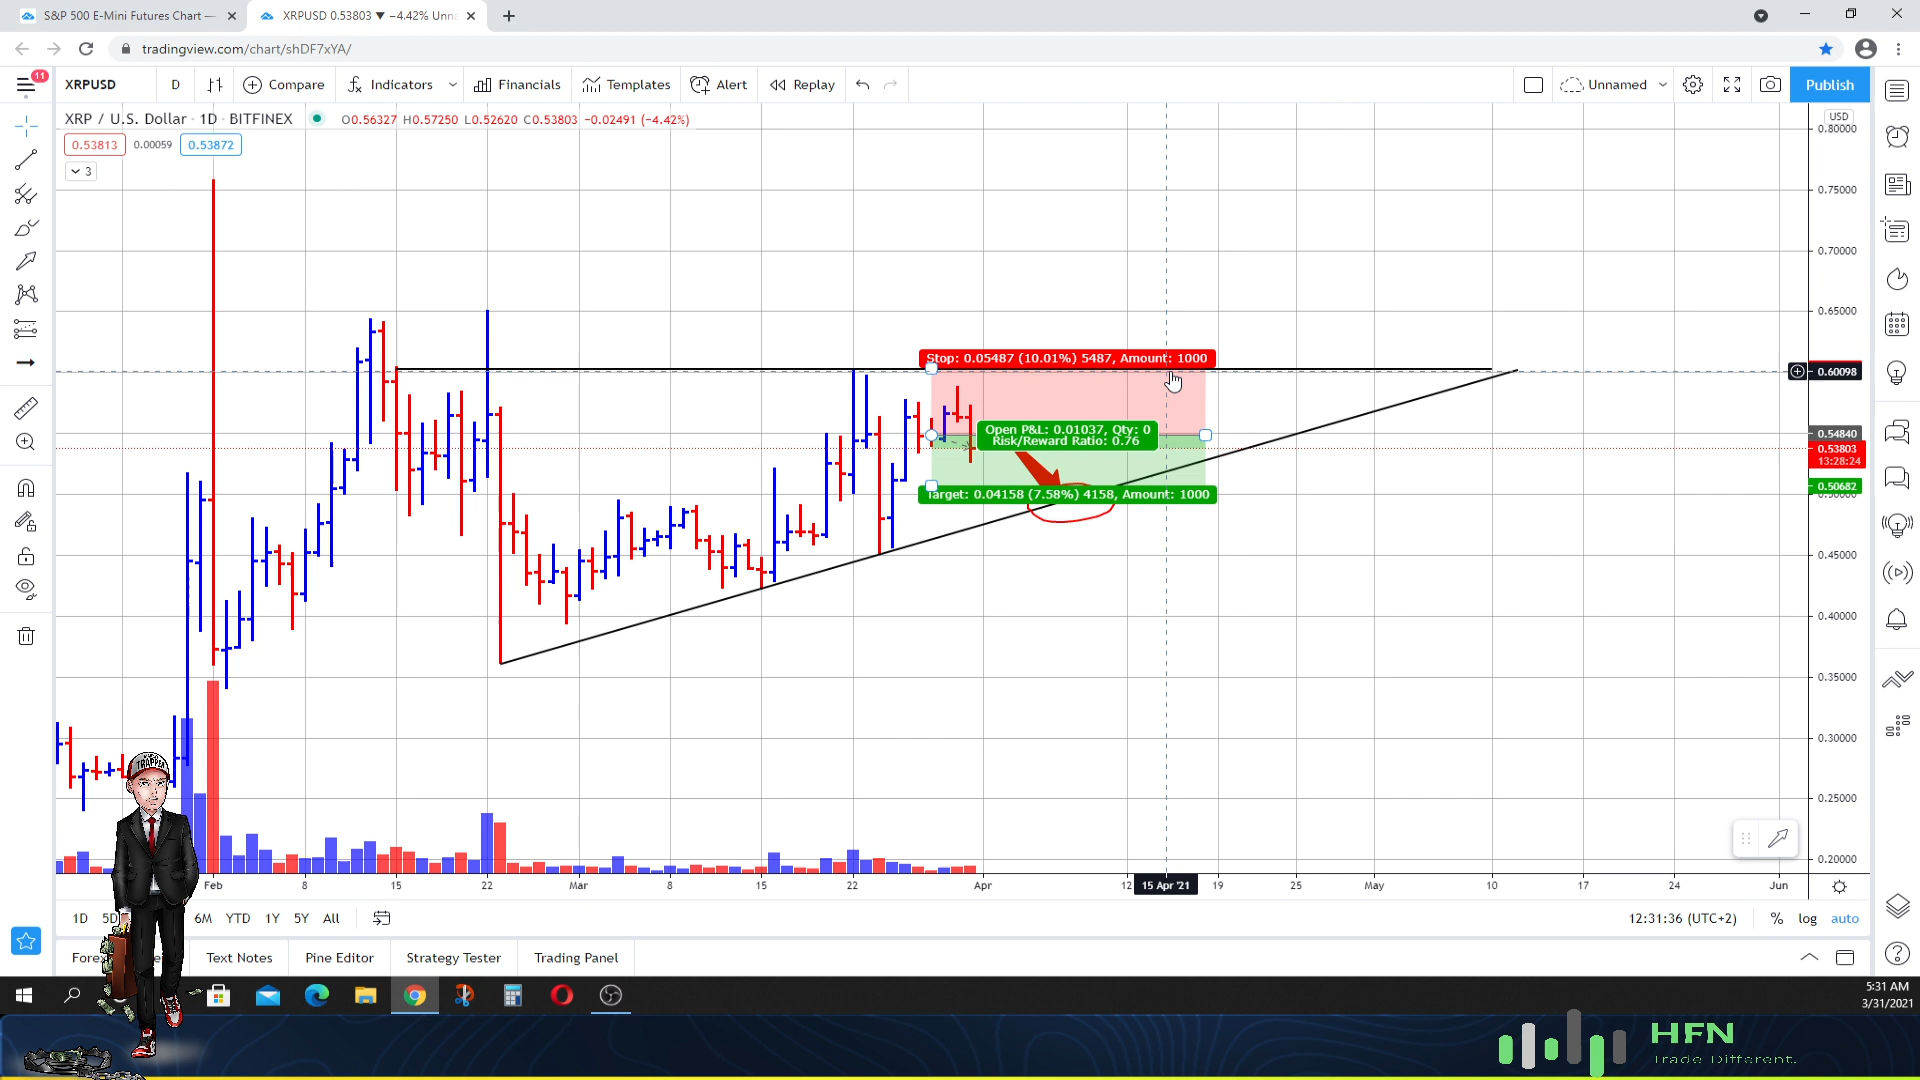 S&P 500 E-Mini Futures Chart —
XRPUSD 0.53803 ▼ −4.42% Unna
tradingview.com/chart/shDF7xYA/
11
XRPUSD D Compare Indicators Financials Templates Alert Replay Unnamed Publish
XRP / U.S. Dollar · 1D · BITFINEX O0.56327 H0.57250 L0.52620 C0.53803 −0.02491 (−4.42%)
0.53813 0.00059 0.53872
3
USD
0.80000
0.75000
0.70000
0.65000
Stop: 0.05487 (10.01%) 5487, Amount: 1000
0.60098
Open P&L: 0.01037, Qty: 0
Risk/Reward Ratio: 0.76
0.54840
0.53803
13:28:24
0.50682
Target: 0.04158 (7.58%) 4158, Amount: 1000
0.45000
0.40000
0.35000
0.30000
0.25000
0.20000
TRAPPER
Feb 8 15 22 Mar 8 15 22 Apr 12 15 Apr '21 19 25 May 10 17 24 Jun
1D 5D 6M YTD 1Y 5Y All 12:31:36 (UTC+2) % log auto
Text Notes Pine Editor Strategy Tester Trading Panel
5:31 AM
3/31/2021
HFN
Trade Different.